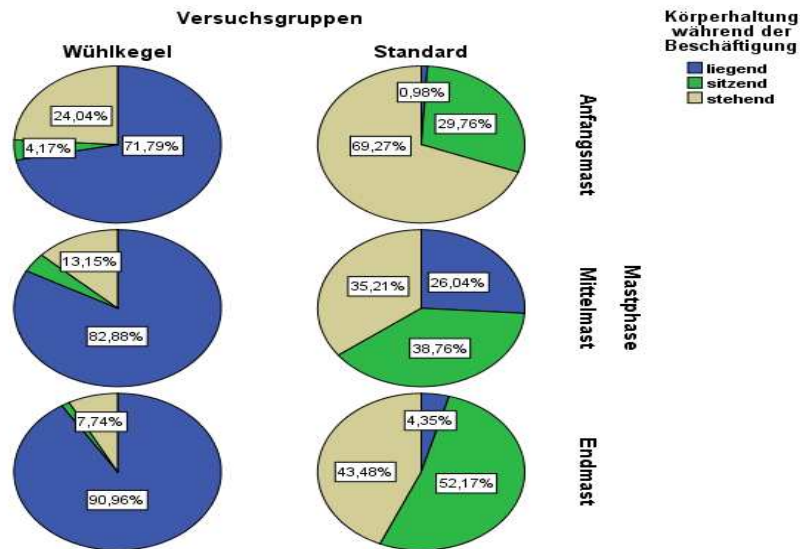 Versuchsgruppen
Wühlkegel
Standard
Körperhaltung
während der
Beschäftigung
liegend
sitzend
stehend
24,04%
4,17%
71,79%
0,98%
29,76%
69,27%
Anfangsmast
13,15%
82,88%
35,21%
26,04%
38,76%
Mittelmast
Mastphase
7,74%
90,96%
4,35%
43,48%
52,17%
Endmast